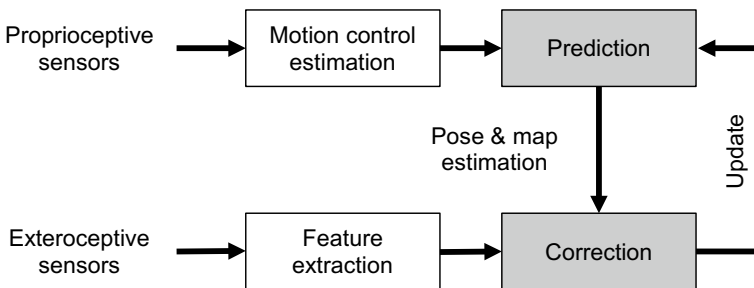 Proprioceptive
sensors
Motion control
estimation
Prediction
Pose & map
estimation
Update
Exteroceptive
sensors
Feature
extraction
Correction